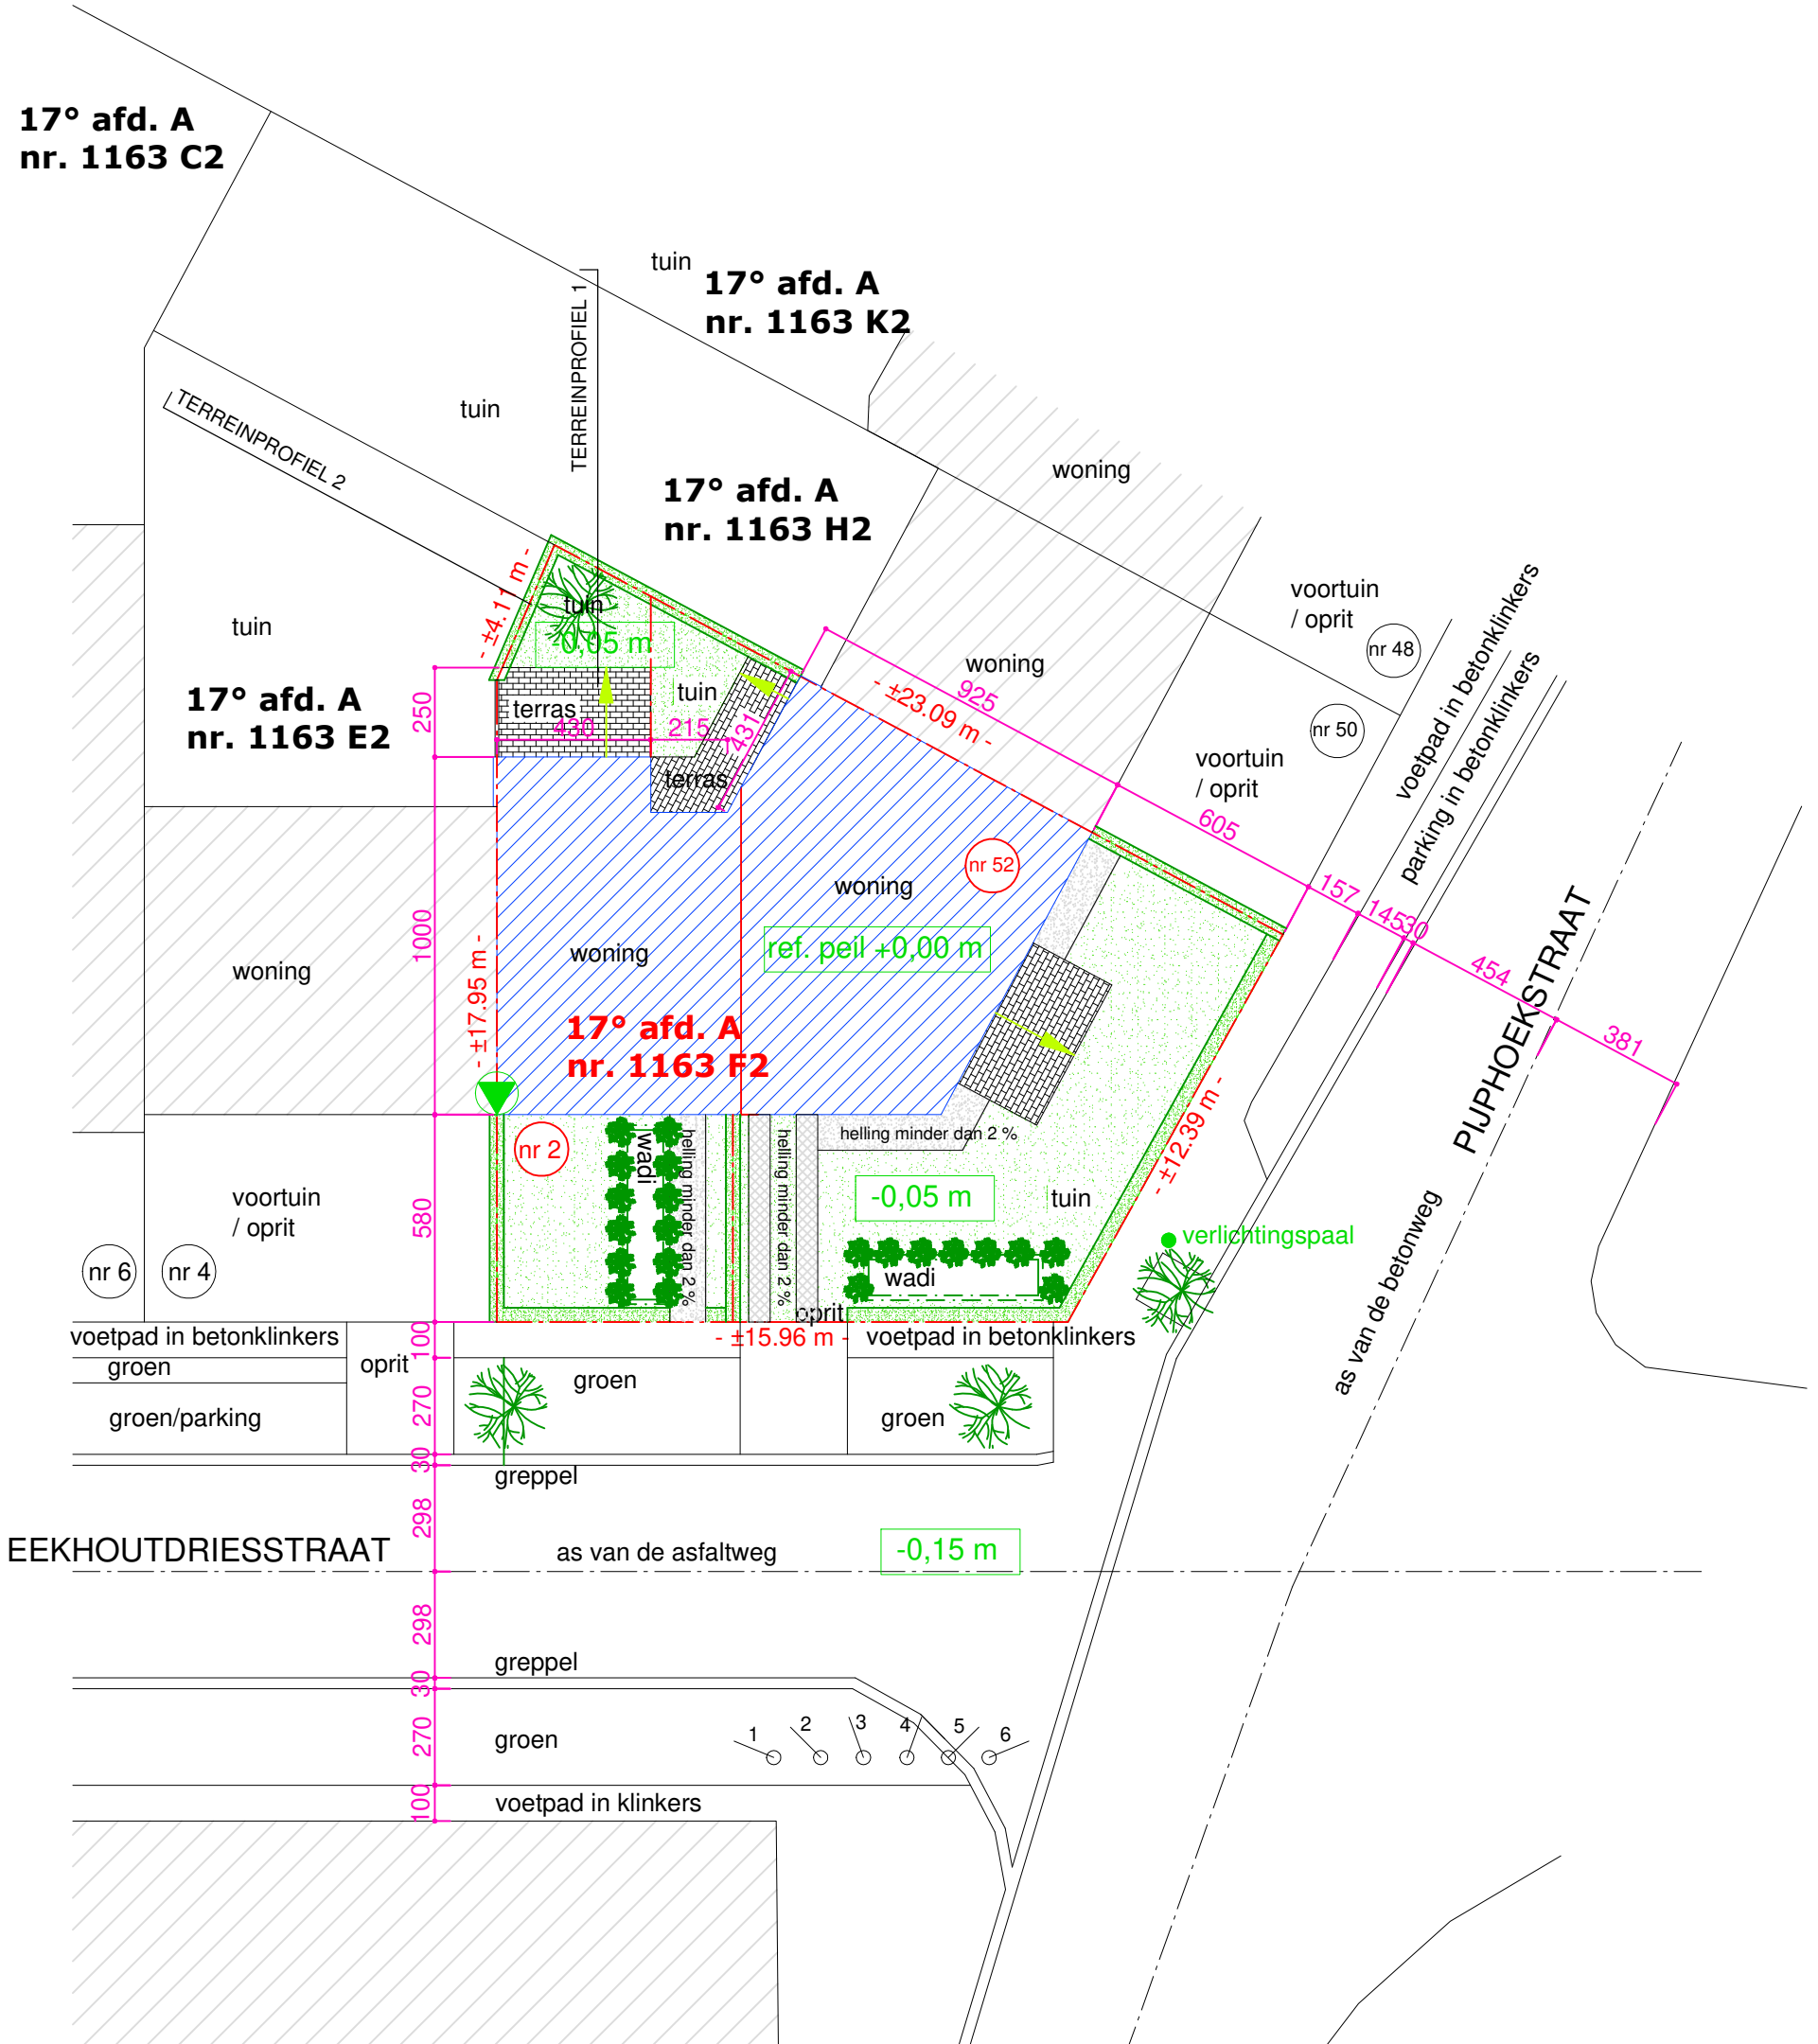 17° afd. A
nr. 1163 C2
tuin
17° afd. A
nr. 1163 K2
TERREINPROFIEL 1
TERREINPROFIEL 2
tuin
woning
17° afd. A
nr. 1163 H2
- ±4.11 m -
voortuin
/ oprit
nr 48
voetpad in betonklinkers
parking in betonklinkers
tuin
tuin
-0,05 m
woning
17° afd. A
nr. 1163 E2
250
terras
430
tuin
215
431
terras
- ±23.09 m -
925
nr 50
voortuin
/ oprit
605
157
145
30
454
381
PIJPHOEKSTRAAT
as van de betonweg
woning
nr 52
1000
woning
woning
ref. peil +0,00 m
- ±17.95 m -
17° afd. A
nr. 1163 F2
nr 2
wadi
helling minder dan 2 %
helling minder dan 2 %
helling minder dan 2 %
- ±12.39 m -
-0,05 m
tuin
580
voortuin
/ oprit
nr 6
nr 4
verlichtingspaal
wadi
oprit
voetpad in betonklinkers
100
- ±15.96 m -
voetpad in betonklinkers
groen
oprit
groen
270
groen/parking
groen
30
greppel
298
EEKHOUTDRIESSTRAAT
as van de asfaltweg
-0,15 m
298
greppel
30
270
groen
1
2
3
4
5
6
100
voetpad in klinkers